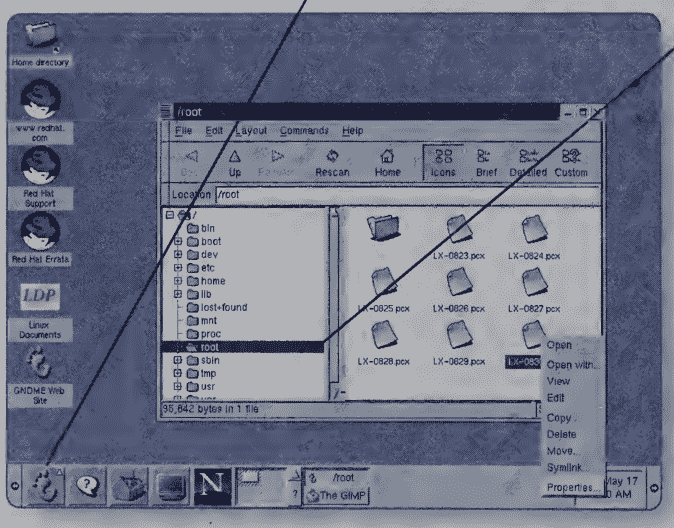 Home directory
www.redhat.
com
Red Hat
Support
Red Hat Errata
LDP
Linux
Documents
GNOME Web
Site
/root
File Edit Layout Commands Help
Up
Rescan
Home
Icons
Brief
Detailed
Custom
Location /root
/
bin
boot
dev
etc
home
lib
lost+found
mnt
proc
root
sbin
tmp
usr
LX-0823.pcx
LX-0824.pcx
LX-0825.pcx
LX-0826.pcx
LX-0827.pcx
LX-0828.pcx
LX-0829.pcx
Open
Open with...
View
Edit
Copy...
Delete
Move...
Symlink...
Properties...
95,842 bytes in 1 file
N
?
/root
The GIMP
May 17
AM